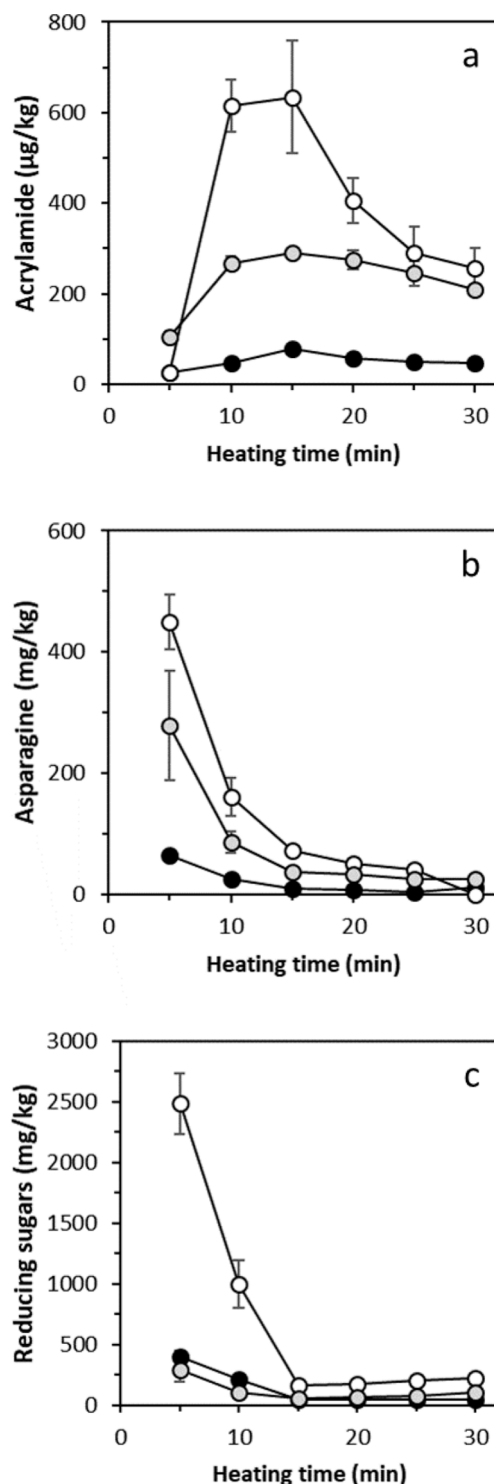 800
a
600
Acrylamide (µg/kg)
400
200
0
0 10 20 30
Heating time (min)
600
b
400
Asparagine (mg/kg)
200
0
0 10 20 30
Heating time (min)
3000
c
2500
2000
Reducing sugars (mg/kg)
1500
1000
500
0
0 10 20 30
Heating time (min)